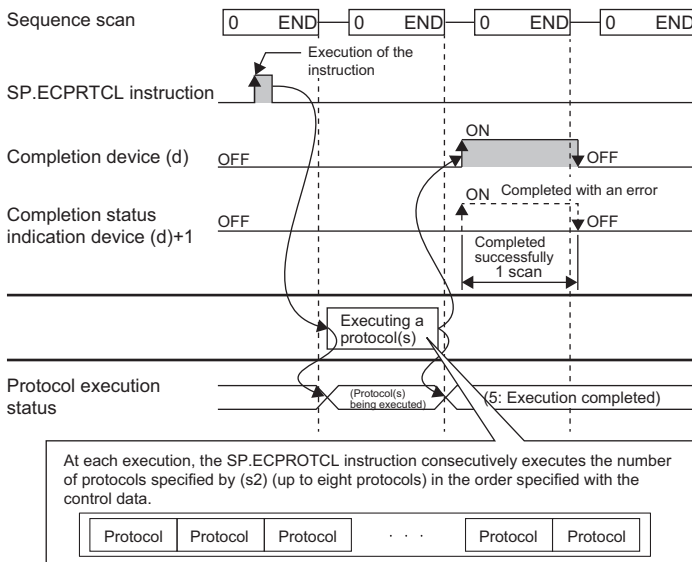 Sequence scan
0 END 0 END 0 END 0 END
Execution of the
instruction
SP.ECPRTCL instruction
ON
Completion device (d)
OFF
OFF
ON
Completed with an error
Completion status
indication device (d)+1
OFF
OFF
Completed
successfully
1 scan
Executing a
protocol(s)
Protocol execution
status
(Protocol(s)
being executed)
(5: Execution completed)
At each execution, the SP.ECPROTCL instruction consecutively executes the number
of protocols specified by (s2) (up to eight protocols) in the order specified with the
control data.
Protocol Protocol Protocol · · · Protocol Protocol